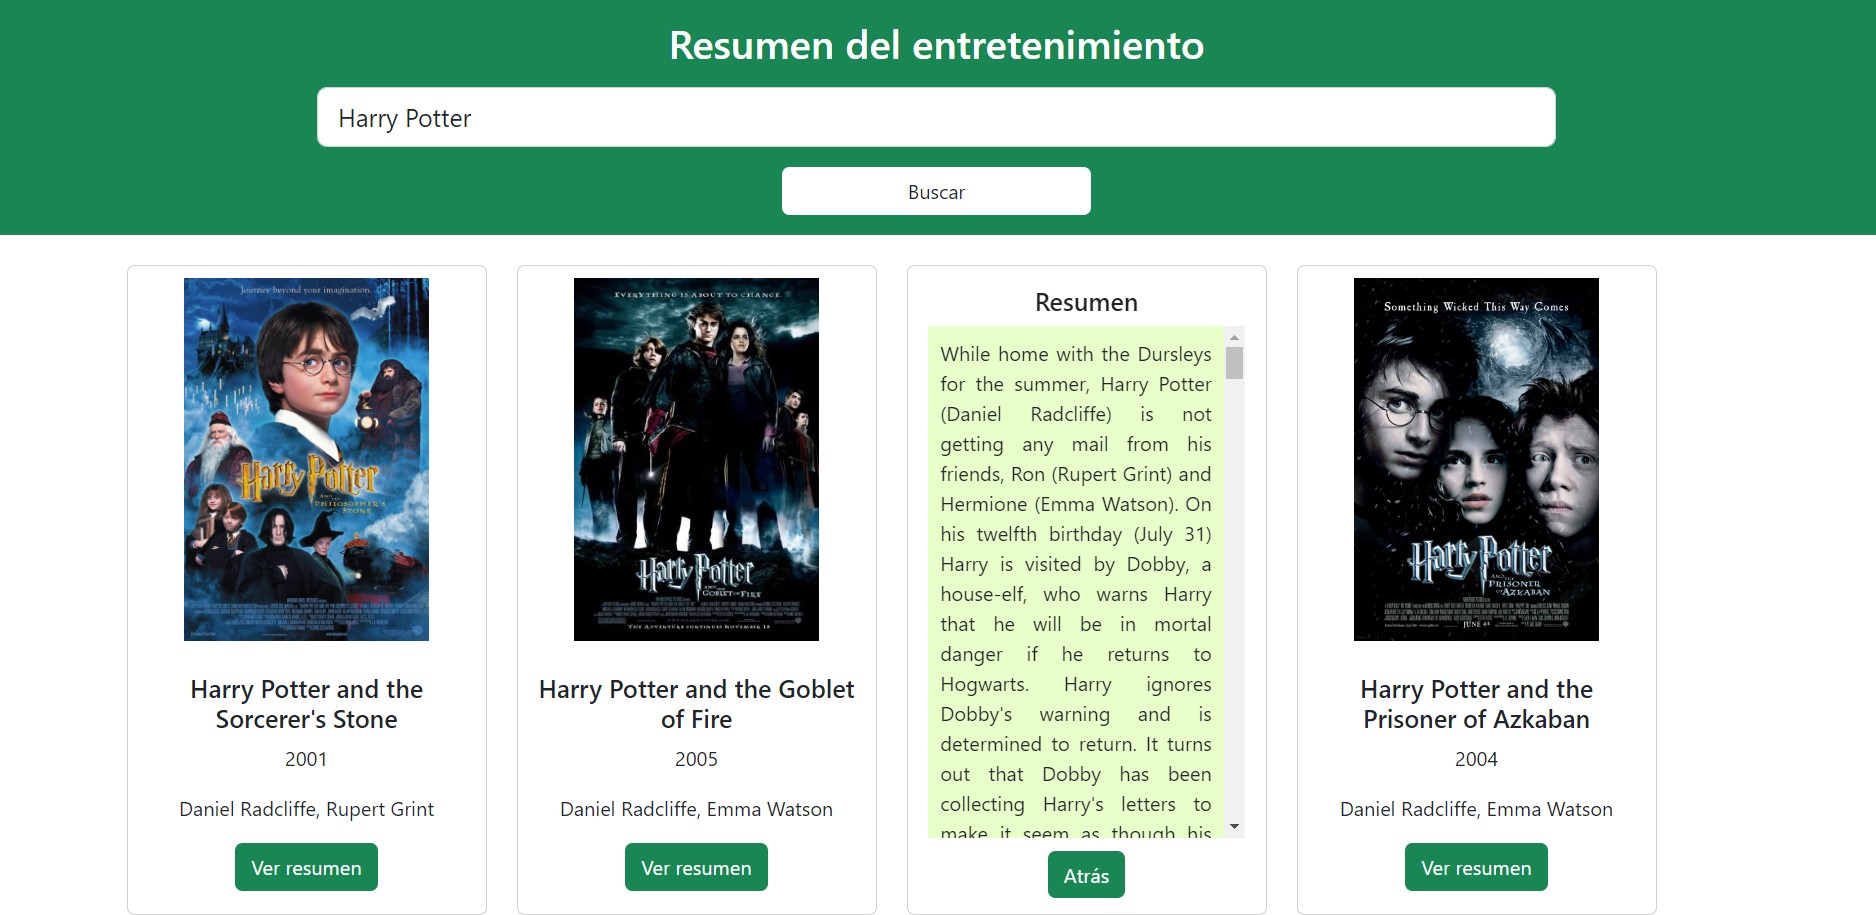 Resumen del entretenimiento
Harry Potter
Buscar
Journey beyond your imagination.
Harry Potter
AND THE
PHILOSOPHER'S
STONE
Harry Potter and the
Sorcerer's Stone
2001
Daniel Radcliffe, Rupert Grint
Ver resumen
EVERYTHING IS ABOUT TO CHANGE.
Harry Potter
AND THE
GOBLET OF FIRE
THE ADVENTURE CONTINUES NOVEMBER 18
Harry Potter and the Goblet
of Fire
2005
Daniel Radcliffe, Emma Watson
Ver resumen
Resumen
While home with the Dursleys
for the summer, Harry Potter
(Daniel Radcliffe) is not
getting any mail from his
friends, Ron (Rupert Grint) and
Hermione (Emma Watson). On
his twelfth birthday (July 31)
Harry is visited by Dobby, a
house-elf, who warns Harry
that he will be in mortal
danger if he returns to
Hogwarts. Harry ignores
Dobby's warning and is
determined to return. It turns
out that Dobby has been
collecting Harry's letters to
make it seem as though his
Atrás
Something Wicked This Way Comes
Harry Potter
AND THE
PRISONER
OF AZKABAN
JUNE 4th
Harry Potter and the
Prisoner of Azkaban
2004
Daniel Radcliffe, Emma Watson
Ver resumen